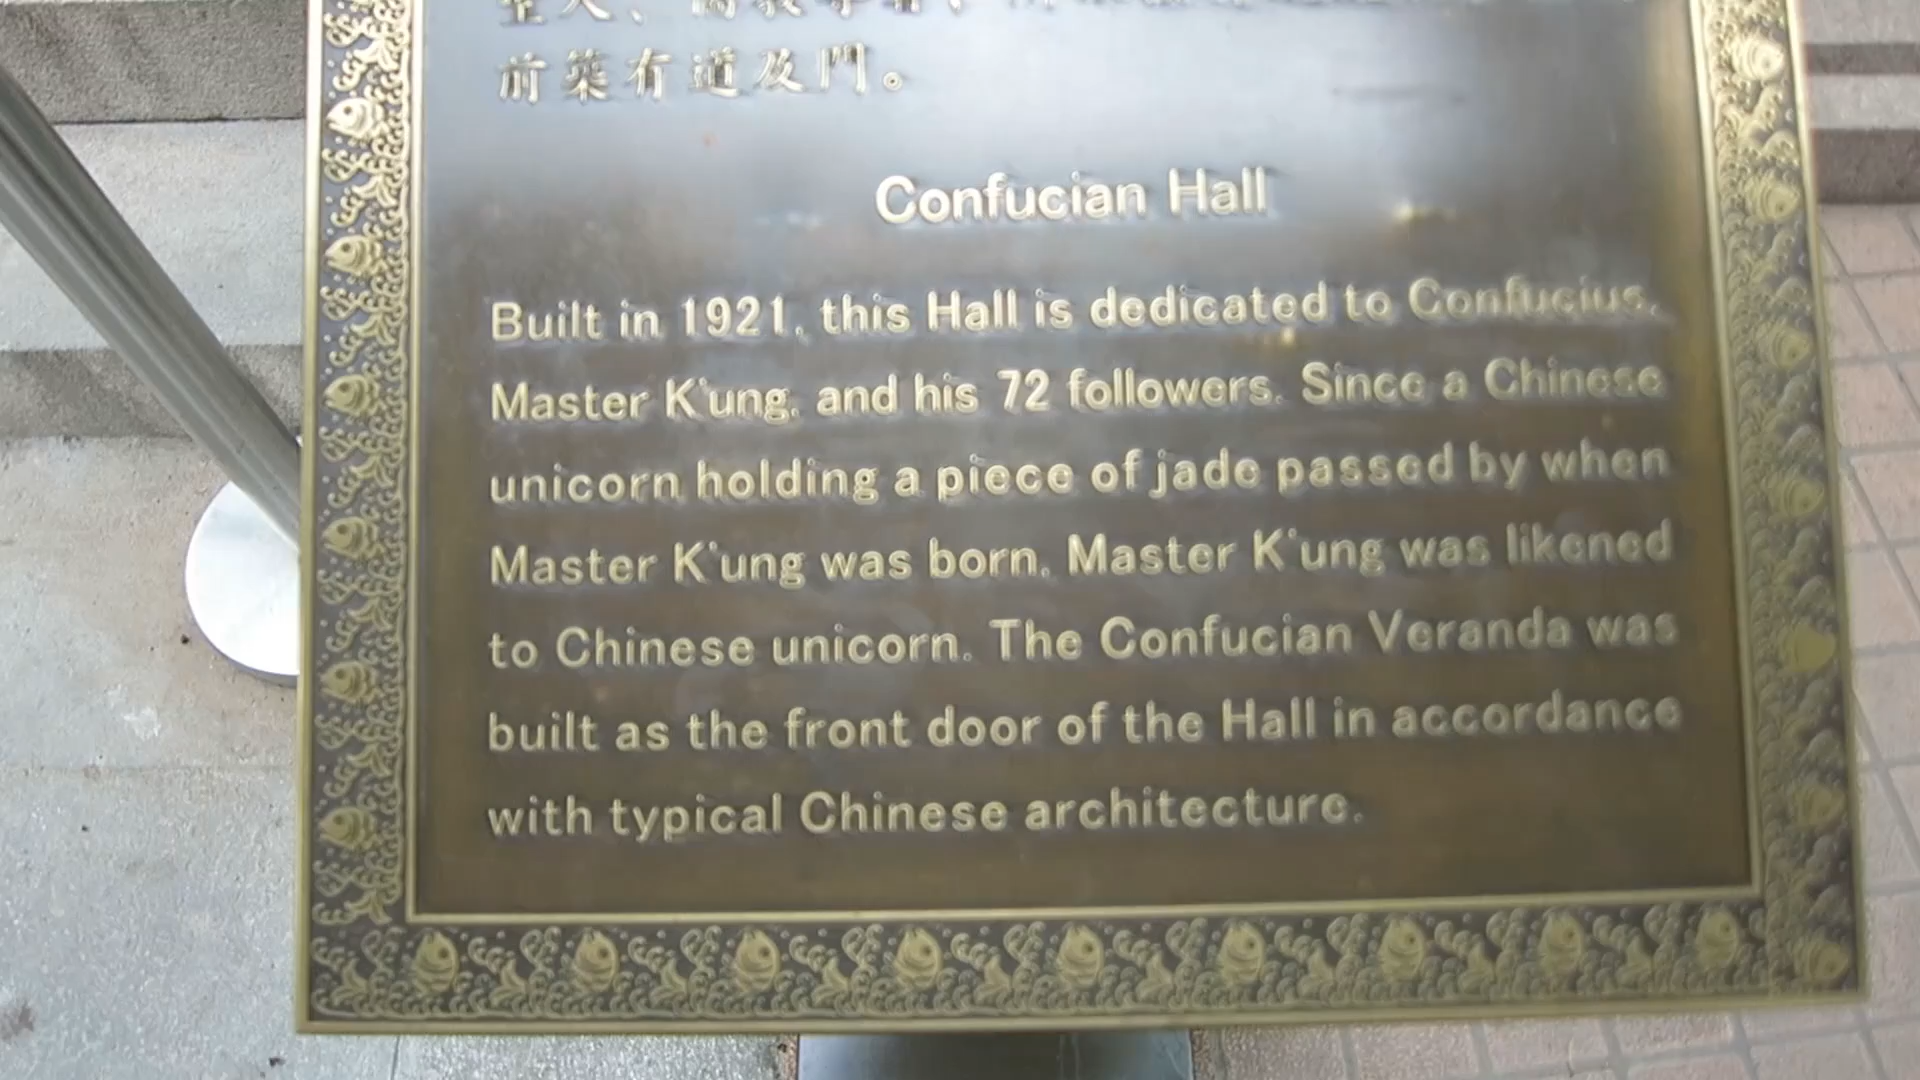 前築有道及門。
Confucian Hall
Built in 1921, this Hall is dedicated to Confucius,
Master K'ung, and his 72 followers. Since a Chinese
unicorn holding a piece of jade passed by when
Master K'ung was born. Master K'ung was likened
to Chinese unicorn. The Confucian Veranda was
built as the front door of the Hall in accordance
with typical Chinese architecture.